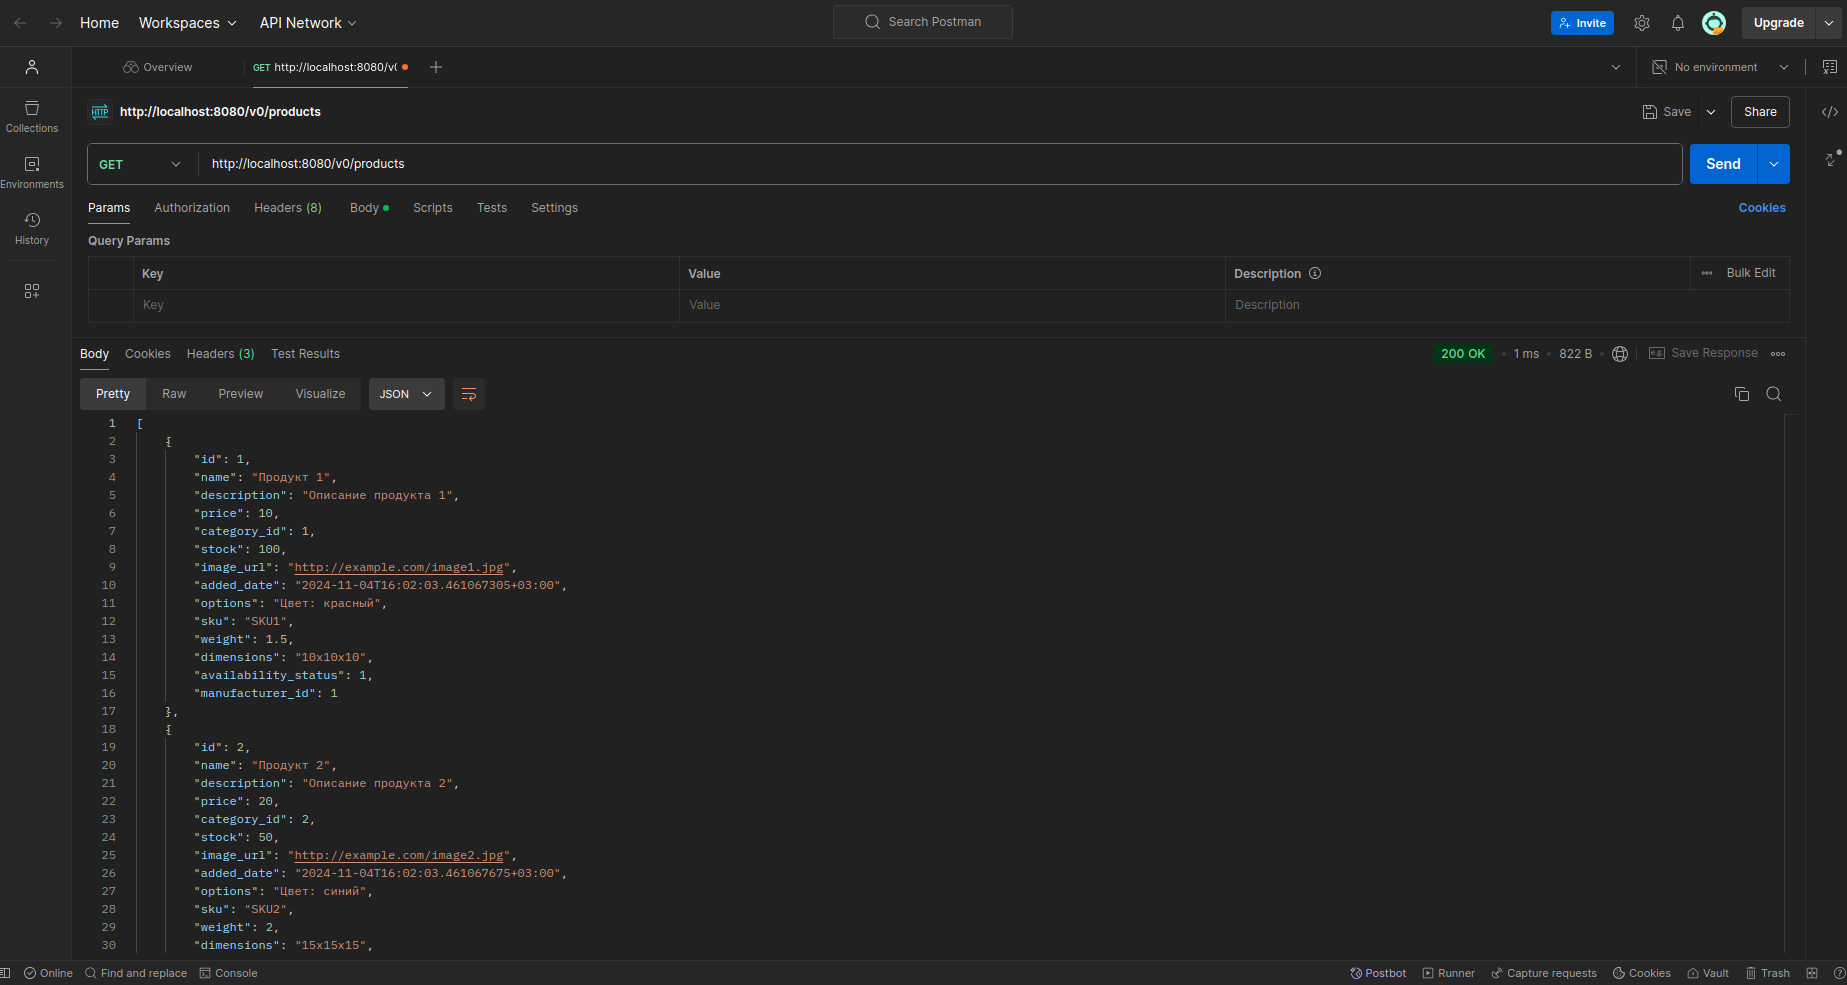 Home Workspaces API Network Search Postman Invite Upgrade
Overview GET http://localhost:8080/v( No environment
HTTP http://localhost:8080/v0/products Save Share
Collections
Environments
History
GET http://localhost:8080/v0/products Send
Params Authorization Headers (8) Body Scripts Tests Settings Cookies
Query Params
Key Value Description Bulk Edit
Key Value Description
Body Cookies Headers (3) Test Results 200 OK 1 ms 822 B e.g. Save Response
Pretty Raw Preview Visualize JSON
1 [
2 {
3 "id": 1,
4 "name": "Продукт 1",
5 "description": "Описание продукта 1",
6 "price": 10,
7 "category_id": 1,
8 "stock": 100,
9 "image_url": "http://example.com/image1.jpg",
10 "added_date": "2024-11-04T16:02:03.461067305+03:00",
11 "options": "Цвет: красный",
12 "sku": "SKU1",
13 "weight": 1.5,
14 "dimensions": "10x10x10",
15 "availability_status": 1,
16 "manufacturer_id": 1
17 },
18 {
19 "id": 2,
20 "name": "Продукт 2",
21 "description": "Описание продукта 2",
22 "price": 20,
23 "category_id": 2,
24 "stock": 50,
25 "image_url": "http://example.com/image2.jpg",
26 "added_date": "2024-11-04T16:02:03.461067675+03:00",
27 "options": "Цвет: синий",
28 "sku": "SKU2",
29 "weight": 2,
30 "dimensions": "15x15x15",
Online Find and replace Console Postbot Runner Capture requests Cookies Vault Trash